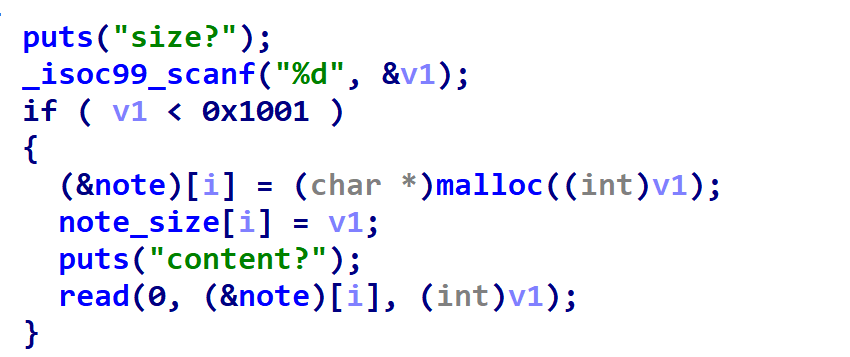 puts("size?");
_isoc99_scanf("%d", &v1);
if ( v1 < 0x1001 )
{
(&note)[i] = (char *)malloc((int)v1);
note_size[i] = v1;
puts("content?");
read(0, (&note)[i], (int)v1);
}